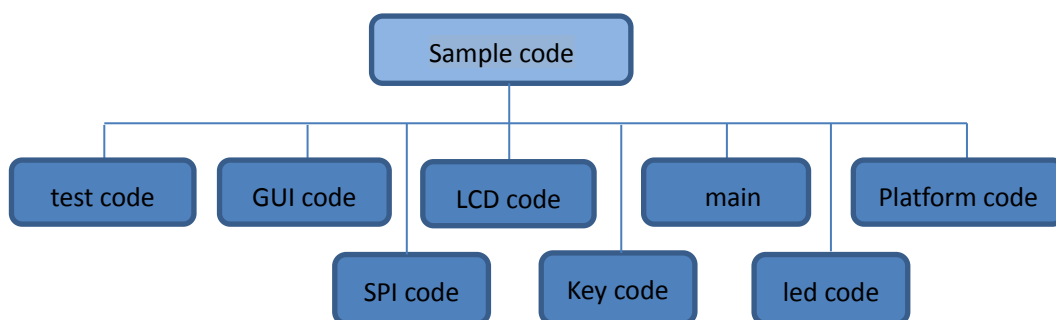 Sample code
test code
GUI code
LCD code
main
Platform code
SPI code
Key code
led code